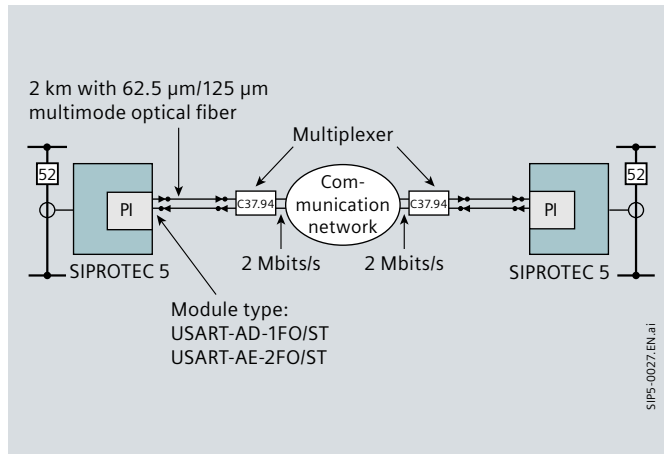 2 km with 62.5 µm/125 µm
multimode optical fiber
Multiplexer
52
52
PI
C37.94
Com-
munication
network
C37.94
PI
SIPROTEC 5
2 Mbits/s
2 Mbits/s
SIPROTEC 5
Module type:
USART-AD-1FO/ST
USART-AE-2FO/ST
SIP5-0027.EN.ai